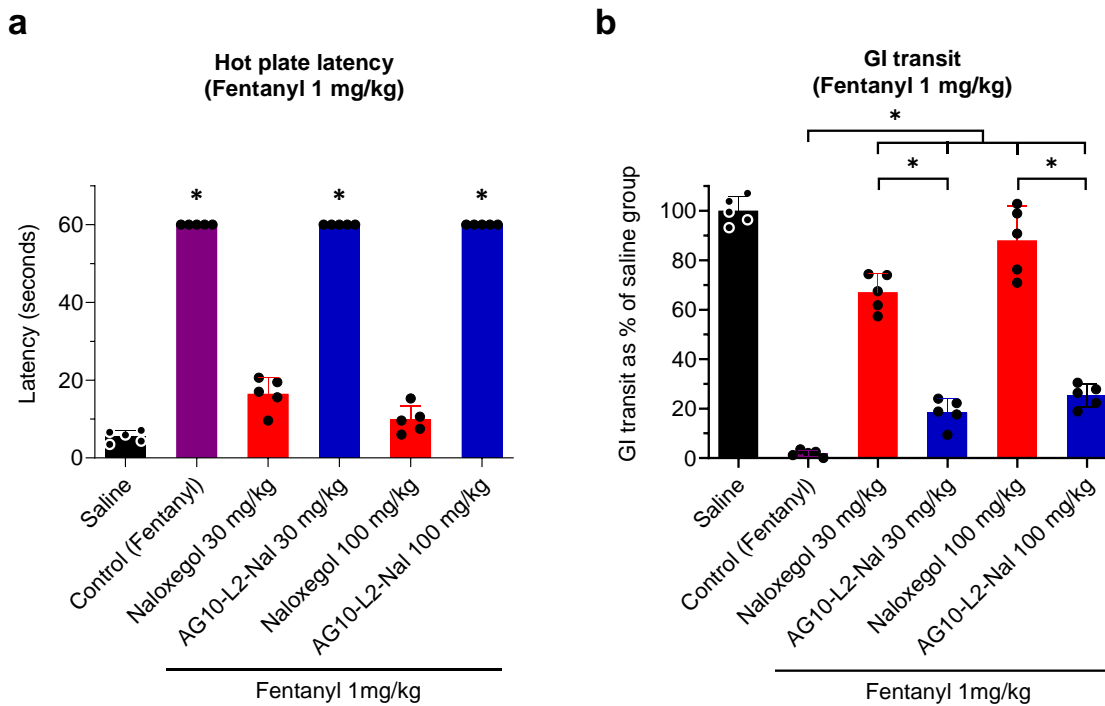 a
Hot plate latency
(Fentanyl 1 mg/kg)
* * *
60
40
20
0
Latency (seconds)
Saline
Control (Fentanyl)
Naloxegol 30 mg/kg
AG10-L2-Nal 30 mg/kg
Naloxegol 100 mg/kg
AG10-L2-Nal 100 mg/kg
Fentanyl 1mg/kg
b
GI transit
(Fentanyl 1 mg/kg)
*
* *
100
80
60
40
20
0
GI transit as % of saline group
Saline
Control (Fentanyl)
Naloxegol 30 mg/kg
AG10-L2-Nal 30 mg/kg
Naloxegol 100 mg/kg
AG10-L2-Nal 100 mg/kg
Fentanyl 1mg/kg